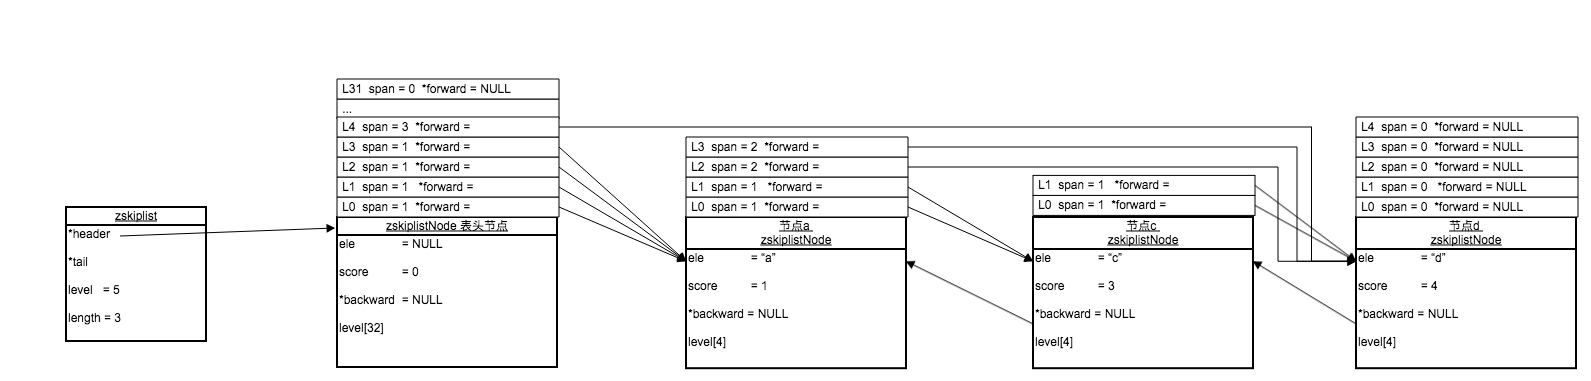 zskiplist
*header
*tail
level = 5
length = 3
L31 span = 0 *forward = NULL
...
L4 span = 3 *forward =
L3 span = 1 *forward =
L2 span = 1 *forward =
L1 span = 1 *forward =
L0 span = 1 *forward =
zskiplistNode 表头节点
ele = NULL
score = 0
*backward = NULL
level[32]
L3 span = 2 *forward =
L2 span = 2 *forward =
L1 span = 1 *forward =
L0 span = 1 *forward =
节点a
zskiplistNode
ele = “a”
score = 1
*backward = NULL
level[4]
L1 span = 1 *forward =
L0 span = 1 *forward =
节点c
zskiplistNode
ele = “c”
score = 3
*backward = NULL
level[4]
L4 span = 0 *forward = NULL
L3 span = 0 *forward = NULL
L2 span = 0 *forward = NULL
L1 span = 0 *forward = NULL
L0 span = 0 *forward = NULL
节点d
zskiplistNode
ele = “d”
score = 4
*backward = NULL
level[4]